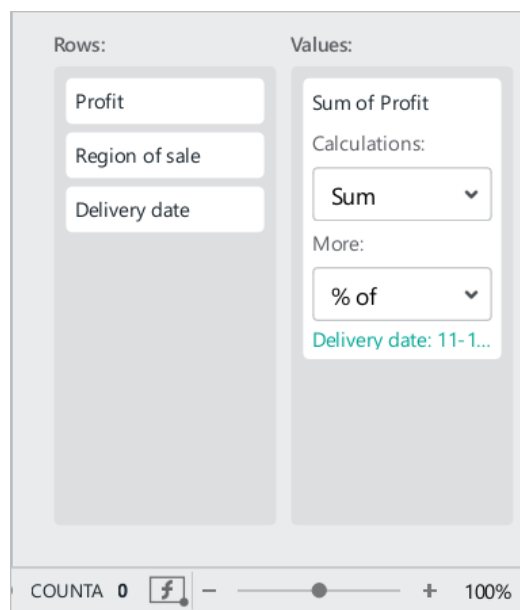 Rows:
Values:
Profit
Region of sale
Delivery date
Sum of Profit
Calculations:
Sum
More:
% of
Delivery date: 11-1...
COUNTA 0
100%